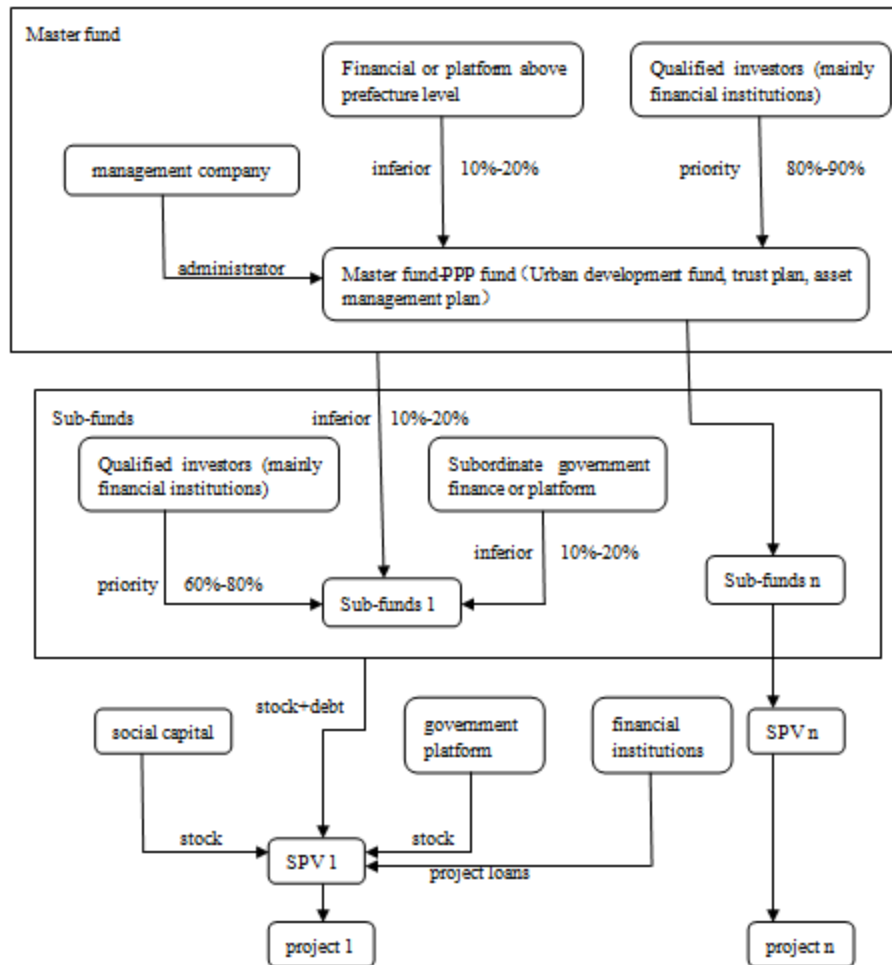 Master fund
Financial or platform above
prefecture level
Qualified investors (mainly
financial institutions)
management company
inferior 10%-20%
priority 80%-90%
administrator
Master fund-PPP fund（Urban development fund, trust plan, asset
management plan）
Sub-funds
inferior 10%-20%
Qualified investors (mainly
financial institutions)
Subordinate government
finance or platform
inferior 10%-20%
priority 60%-80%
Sub-funds 1
Sub-funds n
stock+debt
social capital
government
platform
financial
institutions
SPV n
stock
stock
SPV 1
project loans
project 1
project n